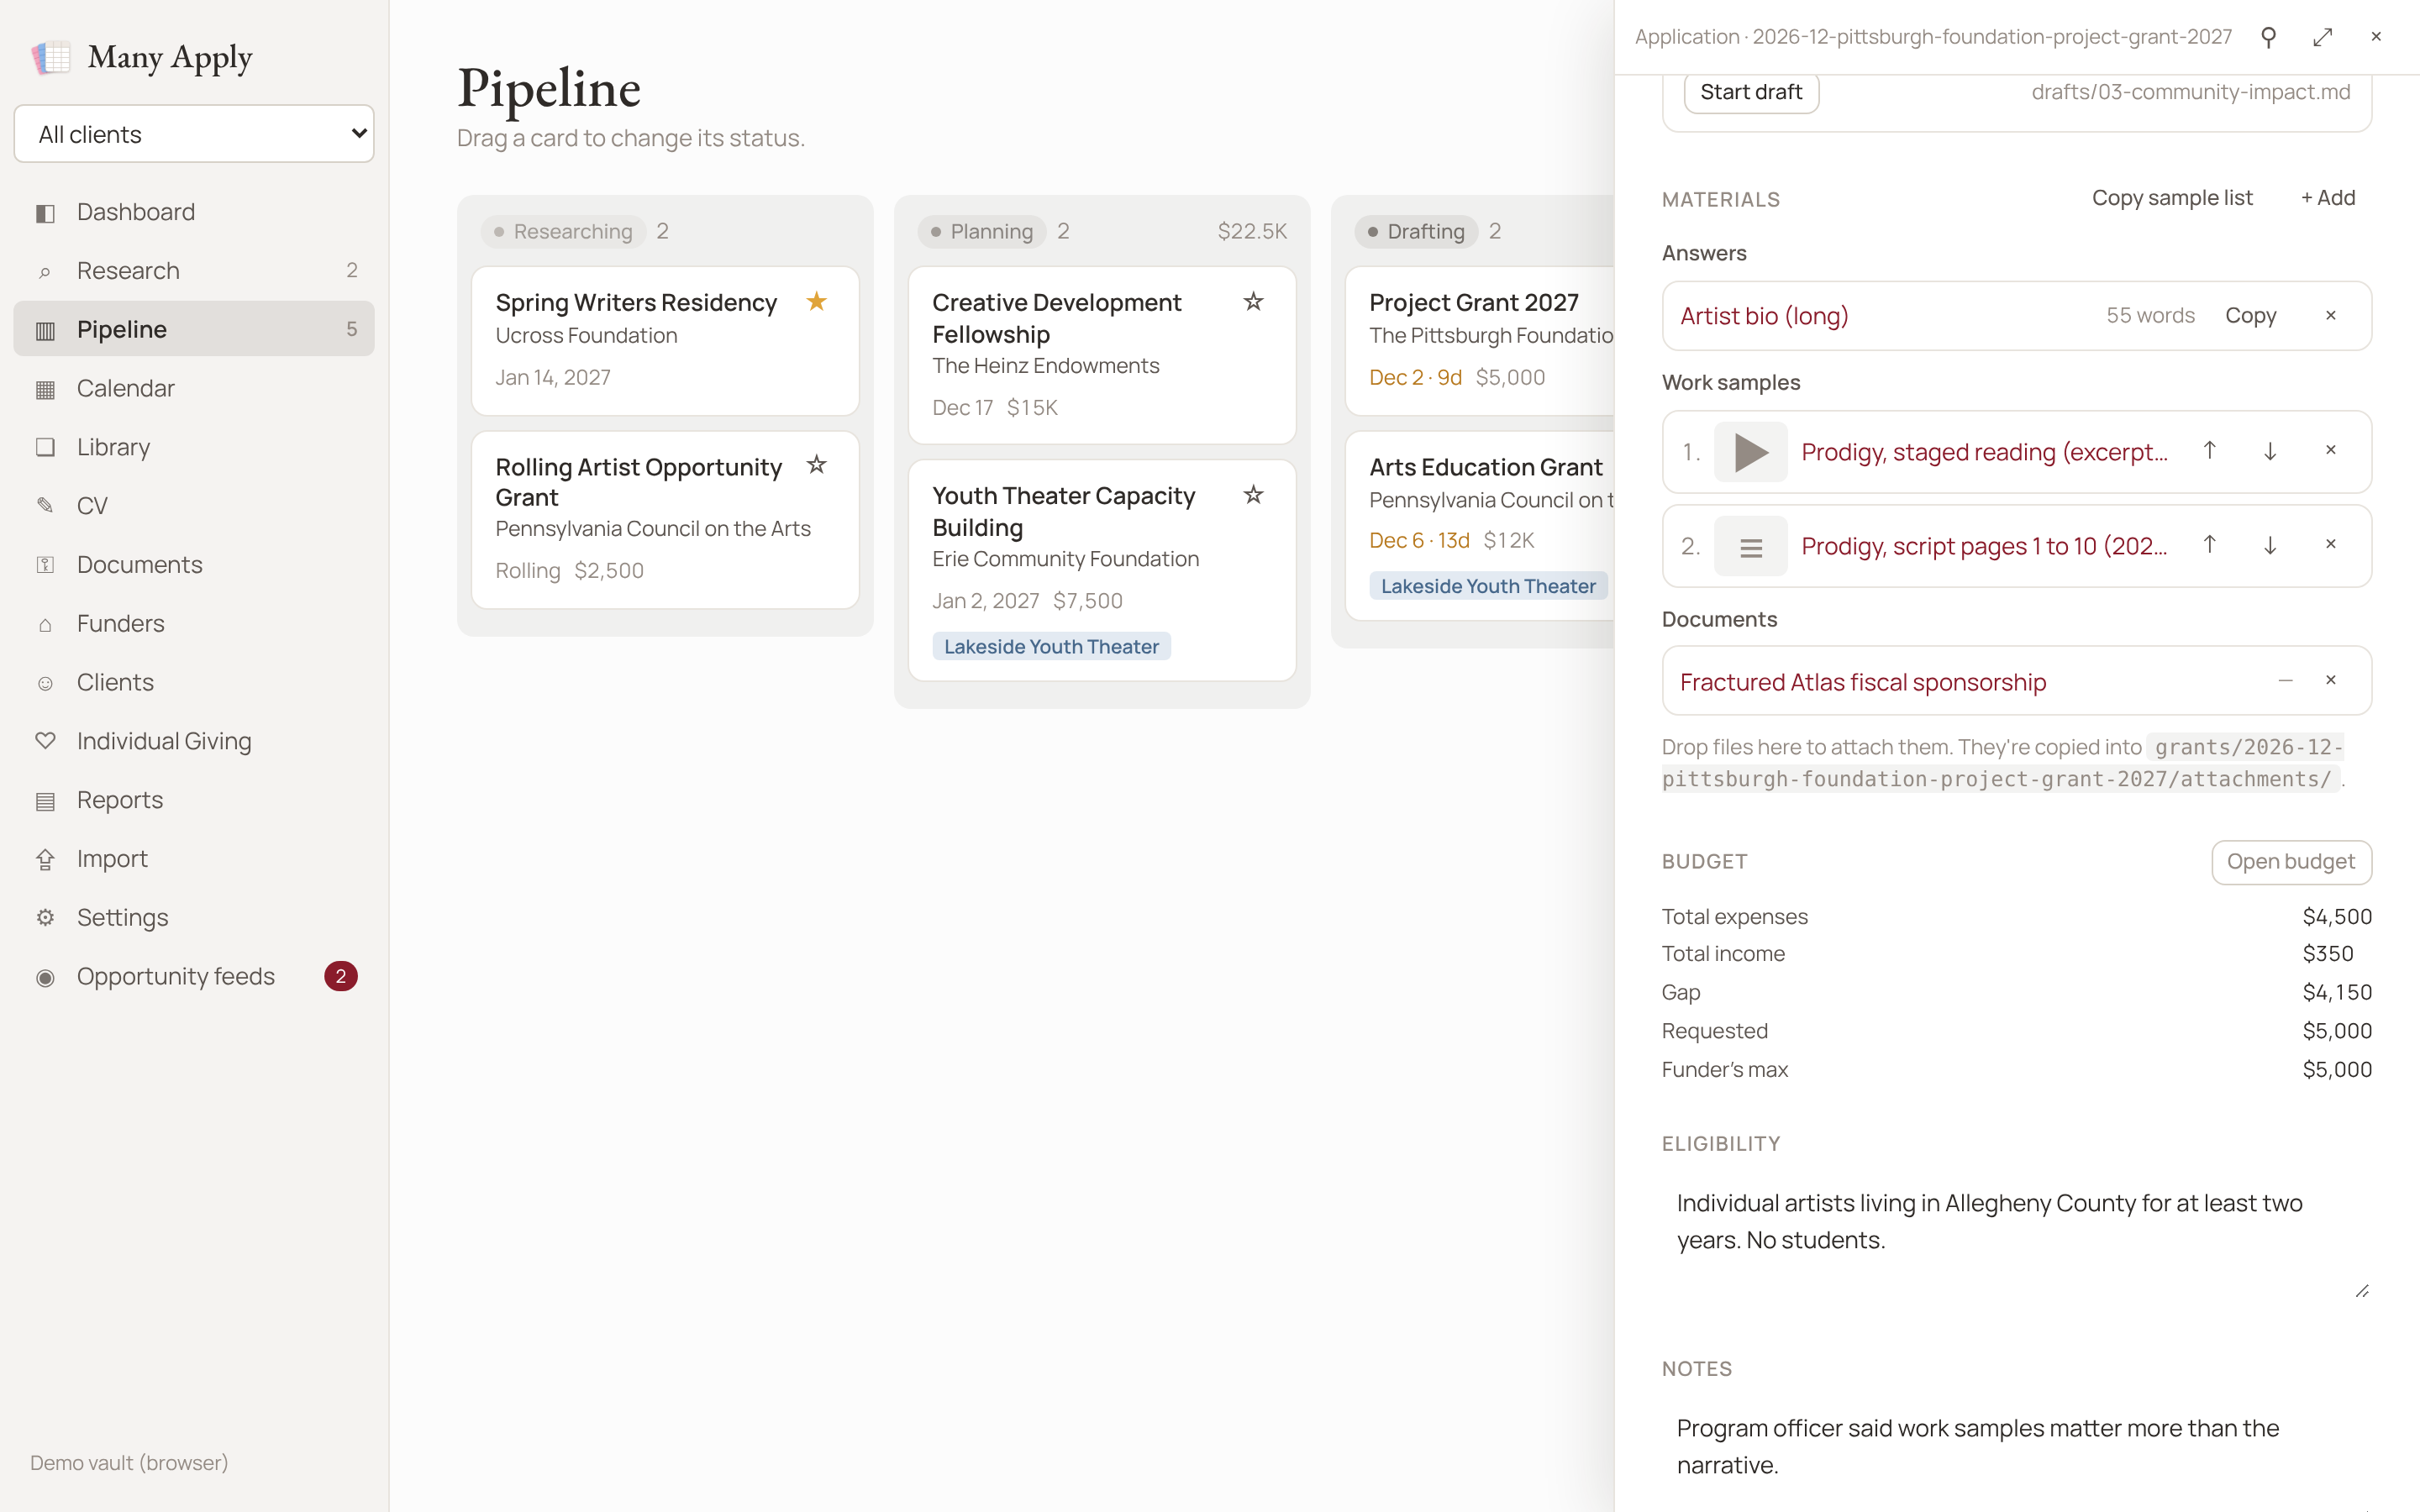 Many Apply
All clients
Dashboard
Research 2
Pipeline 5
Calendar
Library
CV
Documents
Funders
Clients
Individual Giving
Reports
Import
Settings
Opportunity feeds 2
Demo vault (browser)
Pipeline
Drag a card to change its status.
Researching 2
Spring Writers Residency
Ucross Foundation
Jan 14, 2027
Rolling Artist Opportunity
Grant
Pennsylvania Council on the Arts
Rolling $2,500
Planning 2 $22.5K
Creative Development
Fellowship
The Heinz Endowments
Dec 17 $15K
Youth Theater Capacity
Building
Erie Community Foundation
Jan 2, 2027 $7,500
Lakeside Youth Theater
Drafting 2
Project Grant 2027
The Pittsburgh Foundatio
Dec 2 · 9d $5,000
Arts Education Grant
Pennsylvania Council on t
Dec 6 · 13d $12K
Lakeside Youth Theater
Application · 2026-12-pittsburgh-foundation-project-grant-2027
Start draft drafts/03-community-impact.md
MATERIALS Copy sample list + Add
Answers
Artist bio (long) 55 words Copy
Work samples
1. Prodigy, staged reading (excerpt...
2. Prodigy, script pages 1 to 10 (202...
Documents
Fractured Atlas fiscal sponsorship
Drop files here to attach them. They're copied into grants/2026-12-
pittsburgh-foundation-project-grant-2027/attachments/ .
BUDGET Open budget
Total expenses $4,500
Total income $350
Gap $4,150
Requested $5,000
Funder's max $5,000
ELIGIBILITY
Individual artists living in Allegheny County for at least two
years. No students.
NOTES
Program officer said work samples matter more than the
narrative.